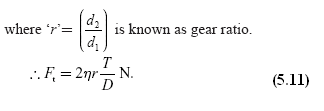 where ‘r’= (d₂/d₁) is known as gear ratio.
∴ Fₜ = 2ηr T/D N. (5.11)